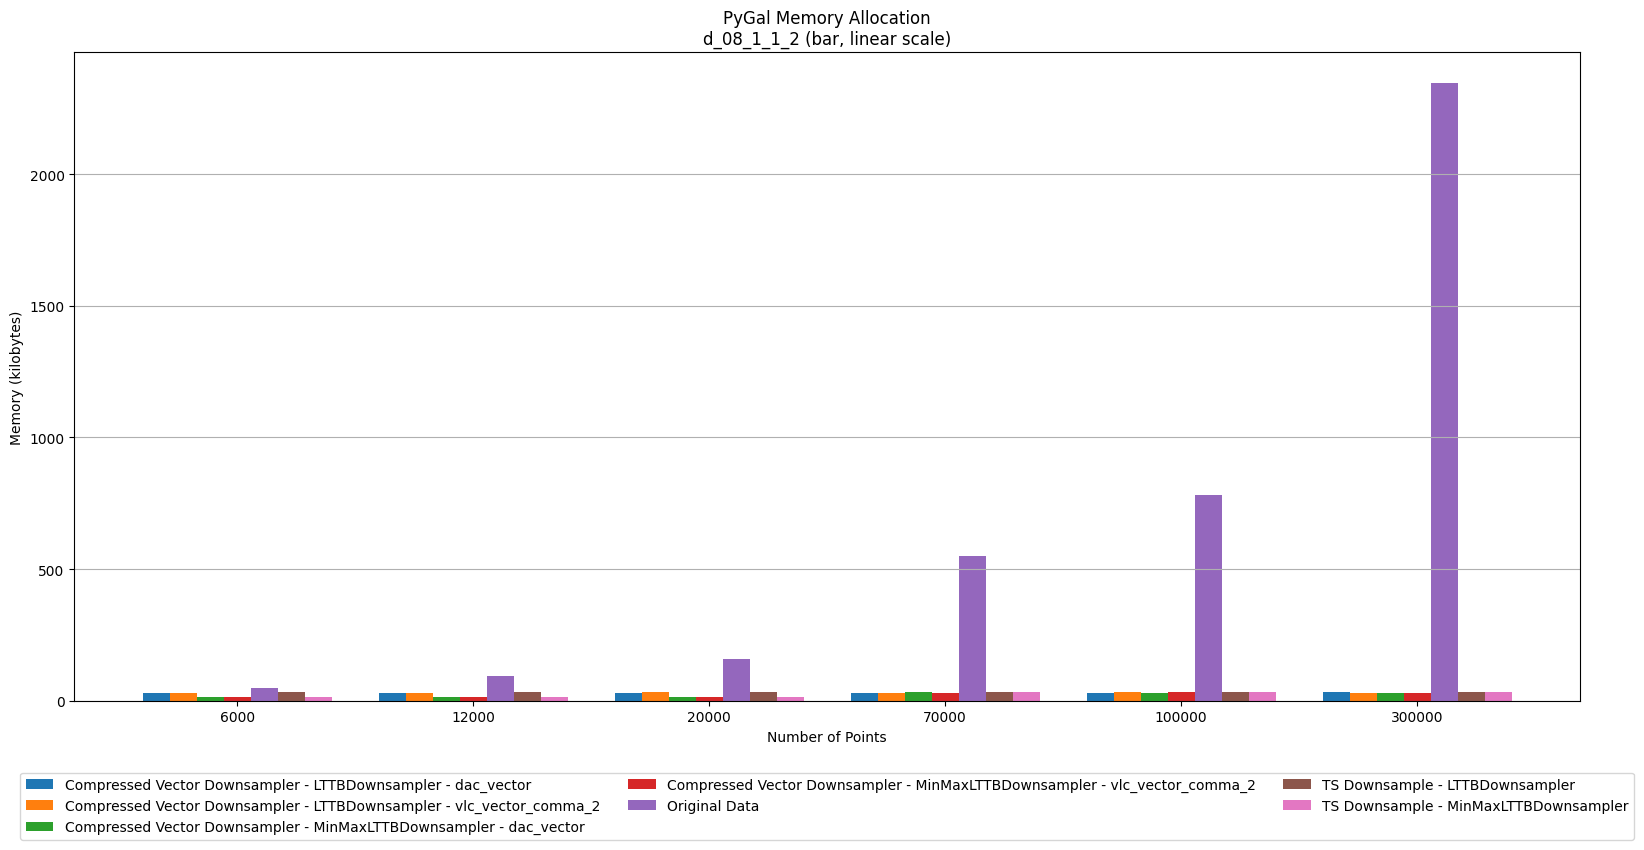 PyGal Memory Allocation
d_08_1_1_2 (bar, linear scale)
Memory (kilobytes)
2000
1500
1000
500
0
6000
12000
20000
70000
100000
300000
Number of Points
Compressed Vector Downsampler - LTTBDownsampler - dac_vector
Compressed Vector Downsampler - LTTBDownsampler - vlc_vector_comma_2
Compressed Vector Downsampler - MinMaxLTTBDownsampler - dac_vector
Compressed Vector Downsampler - MinMaxLTTBDownsampler - vlc_vector_comma_2
Original Data
TS Downsample - LTTBDownsampler
TS Downsample - MinMaxLTTBDownsampler